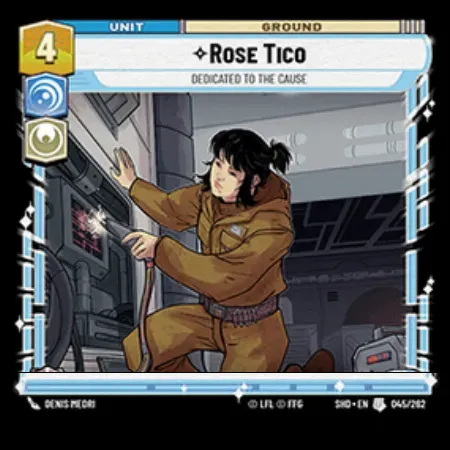 UNIT GROUND
4
✧ROSE TICO
DEDICATED TO THE CAUSE
DENIS MEDRI Ⓒ LFL Ⓒ FFG SHD • EN 045/262